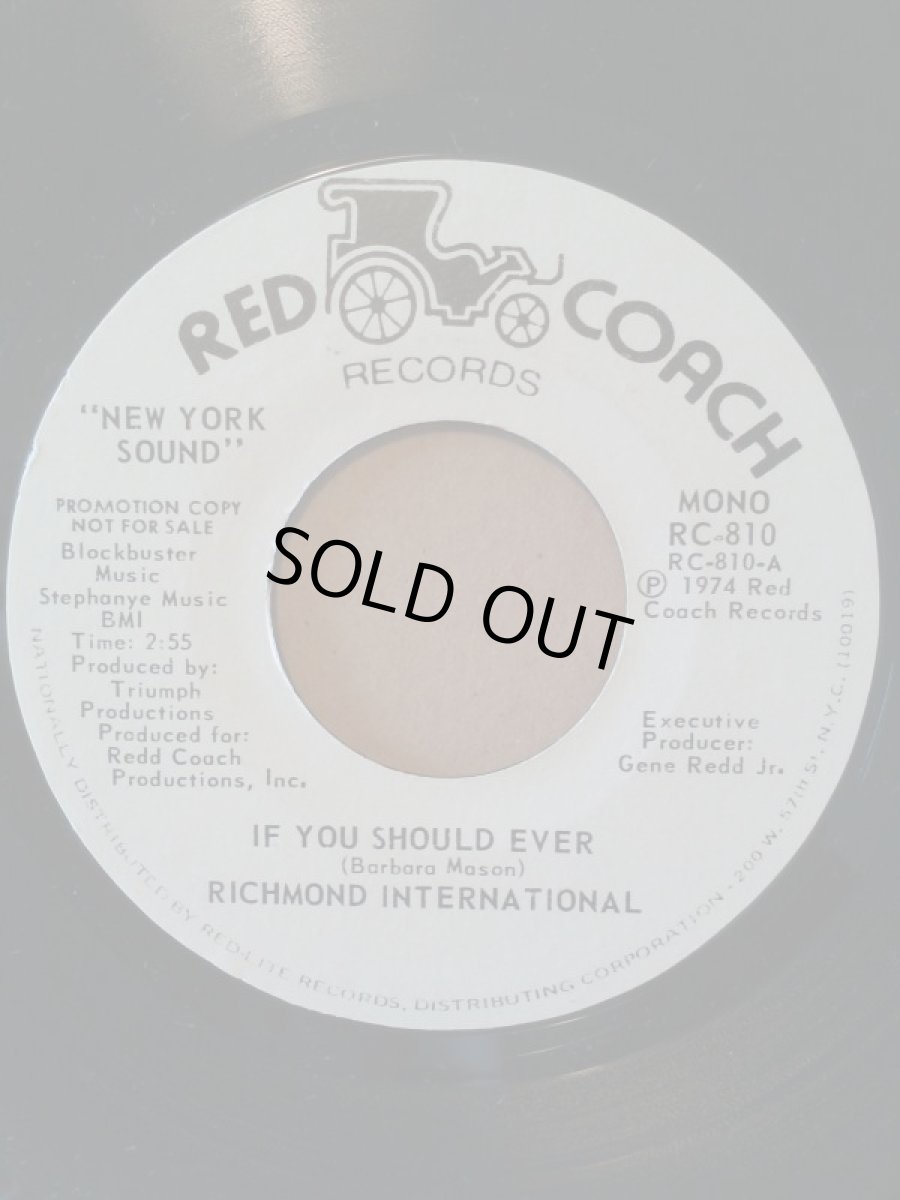 RED COACH
RECORDS
"NEW YORK
SOUND"
PROMOTION COPY
NOT FOR SALE
Blockbuster
Music
Stephanye Music
BMI
Time: 2:55
Produced by:
Triumph
Productions
Produced for:
Redd Coach
Productions, Inc.
MONO
RC-810
RC-810-A
Ⓟ 1974 Red
Coach Records
Executive
Producer:
Gene Redd Jr.
SOLD OUT
IF YOU SHOULD EVER
(Barbara Mason)
RICHMOND INTERNATIONAL
NATIONALLY DISTRIBUTED BY RED-LITE RECORDS, DISTRIBUTING CORPORATION - 200 W. 57th St., N.Y.C. (10019)